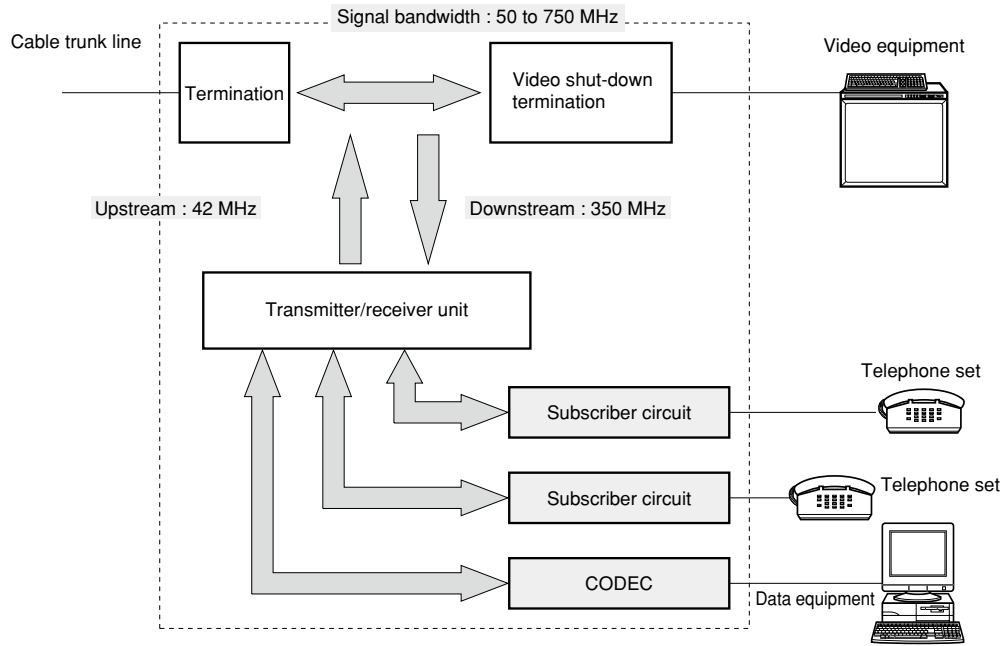 Signal bandwidth : 50 to 750 MHz
Cable trunk line
Video equipment
Termination
Video shut-down
termination
Upstream : 42 MHz
Downstream : 350 MHz
Transmitter/receiver unit
Telephone set
Subscriber circuit
Subscriber circuit
Telephone set
CODEC
Data equipment